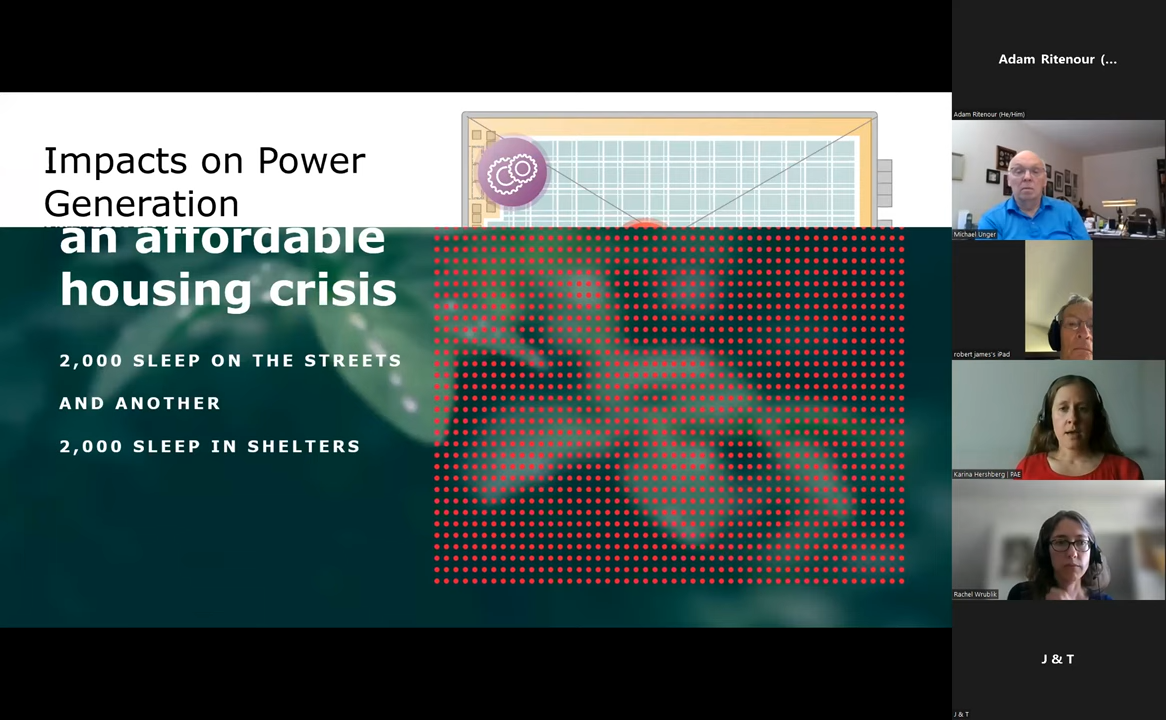 Impacts on Power
Generation
an affordable
housing crisis
2,000 SLEEP ON THE STREETS
AND ANOTHER
2,000 SLEEP IN SHELTERS
Adam Ritenour (...
Adam Ritenour (He/Him)
Michael Unger
robert james's iPad
Karina Hershberg | PAE
Rachel Wrublik
J & T
J & T